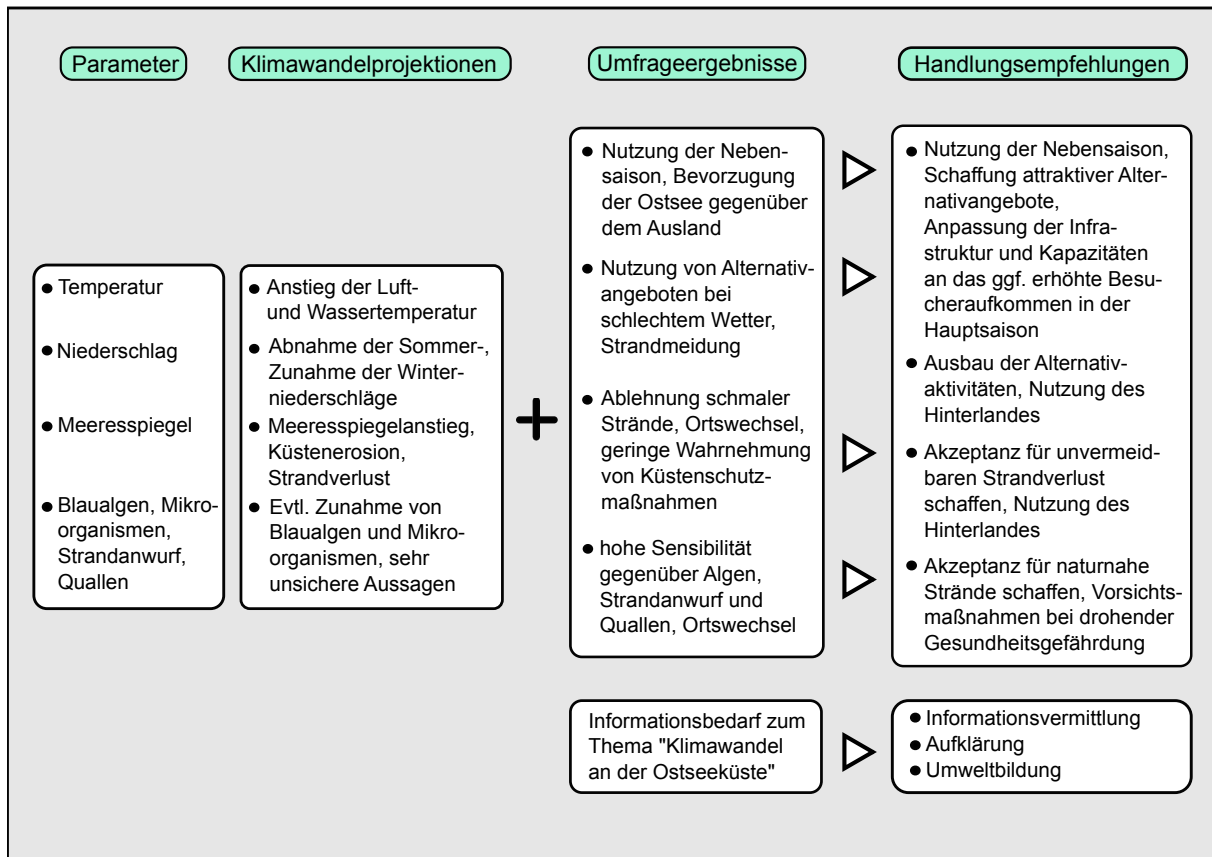 Parameter
Klimawandelprojektionen
Umfrageergebnisse
Handlungsempfehlungen
● Temperatur
● Niederschlag
● Meeresspiegel
● Blaualgen, Mikro-
organismen,
Strandanwurf,
Quallen
● Anstieg der Luft-
und Wassertemperatur
● Abnahme der Sommer-,
Zunahme der Winter-
niederschläge
● Meeresspiegelanstieg,
Küstenerosion,
Strandverlust
● Evtl. Zunahme von
Blaualgen und Mikro-
organismen, sehr
unsichere Aussagen
+
● Nutzung der Neben-
saison, Bevorzugung
der Ostsee gegenüber
dem Ausland
● Nutzung von Alternativ-
angeboten bei
schlechtem Wetter,
Strandmeidung
● Ablehnung schmaler
Strände, Ortswechsel,
geringe Wahrnehmung
von Küstenschutz-
maßnahmen
● hohe Sensibilität
gegenüber Algen,
Strandanwurf und
Quallen, Ortswechsel
● Nutzung der Nebensaison,
Schaffung attraktiver Alter-
nativangebote,
Anpassung der Infra-
struktur und Kapazitäten
an das ggf. erhöhte Besu-
cheraufkommen in der
Hauptsaison
● Ausbau der Alternativ-
aktivitäten, Nutzung des
Hinterlandes
● Akzeptanz für unvermeid-
baren Strandverlust
schaffen, Nutzung des
Hinterlandes
● Akzeptanz für naturnahe
Strände schaffen, Vorsichts-
maßnahmen bei drohender
Gesundheitsgefährdung
Informationsbedarf zum
Thema "Klimawandel
an der Ostseeküste"
● Informationsvermittlung
● Aufklärung
● Umweltbildung